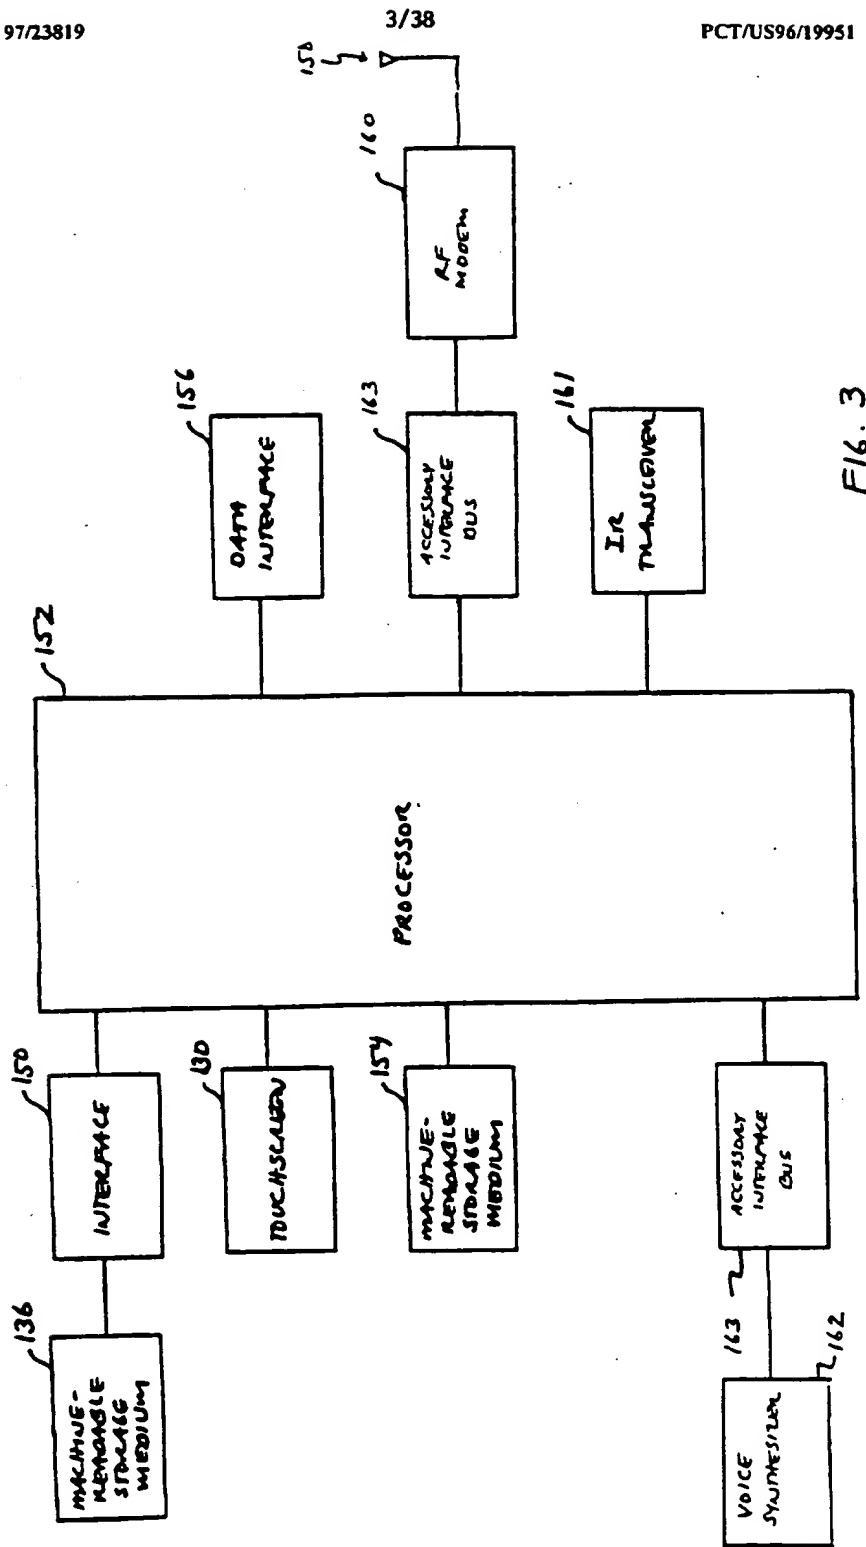 97/23819
3/38
PCT/US96/19951
158
160
RF
MODEM
156
DATA
INTERFACE
163
ACCESSORY
INTERFACE
BUS
161
IR
TRANSCEIVER
FIG. 3
152
PROCESSOR
150
INTERFACE
130
TOUCHSCREEN
154
MACHINE-
READABLE
STORAGE
MEDIUM
ACCESSORY
INTERFACE
BUS
136
MACHINE-
READABLE
STORAGE
MEDIUM
163
162
VOICE
SYNTHESIZER